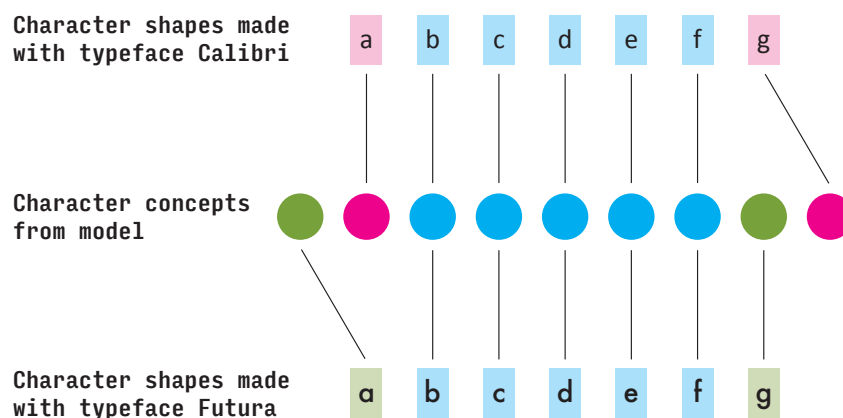 Character shapes made
with typeface Calibri
a b c d e f g
Character concepts
from model
Character shapes made
with typeface Futura
a b c d e f g